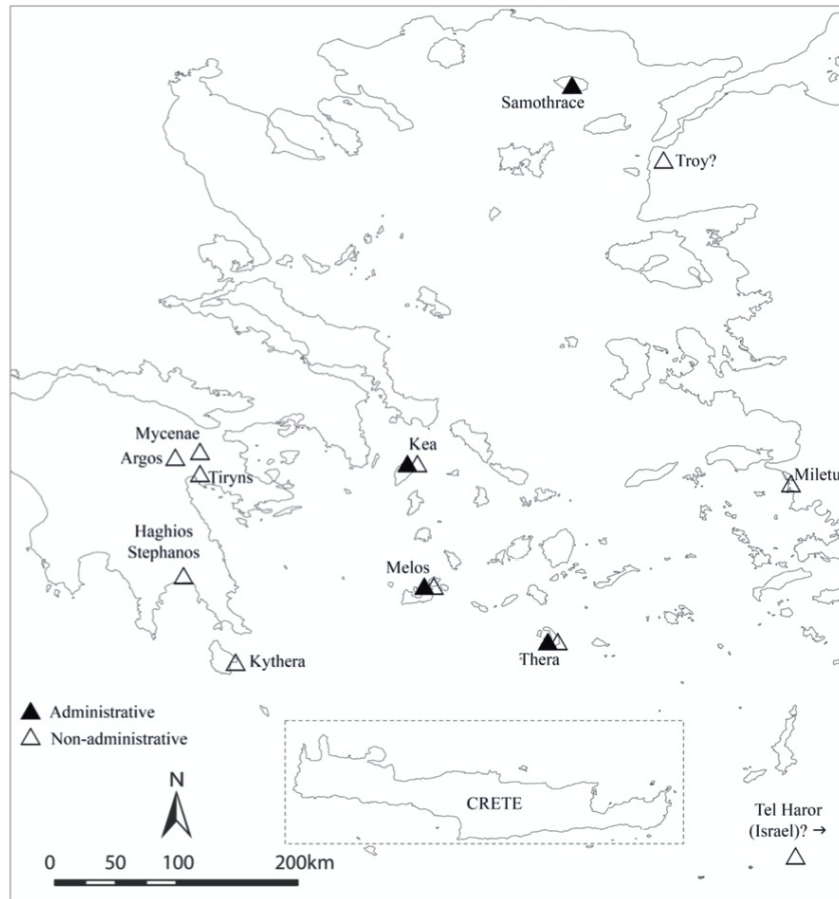 Samothrace
Troy?
Mycenae
Kea
Argos
Tiryns
Miletu
Haghios
Stephanos
Melos
Kythera
Thera
Administrative
Non-administrative
N
CRETE
Tel Haror
(Israel)? →
0 50 100 200km